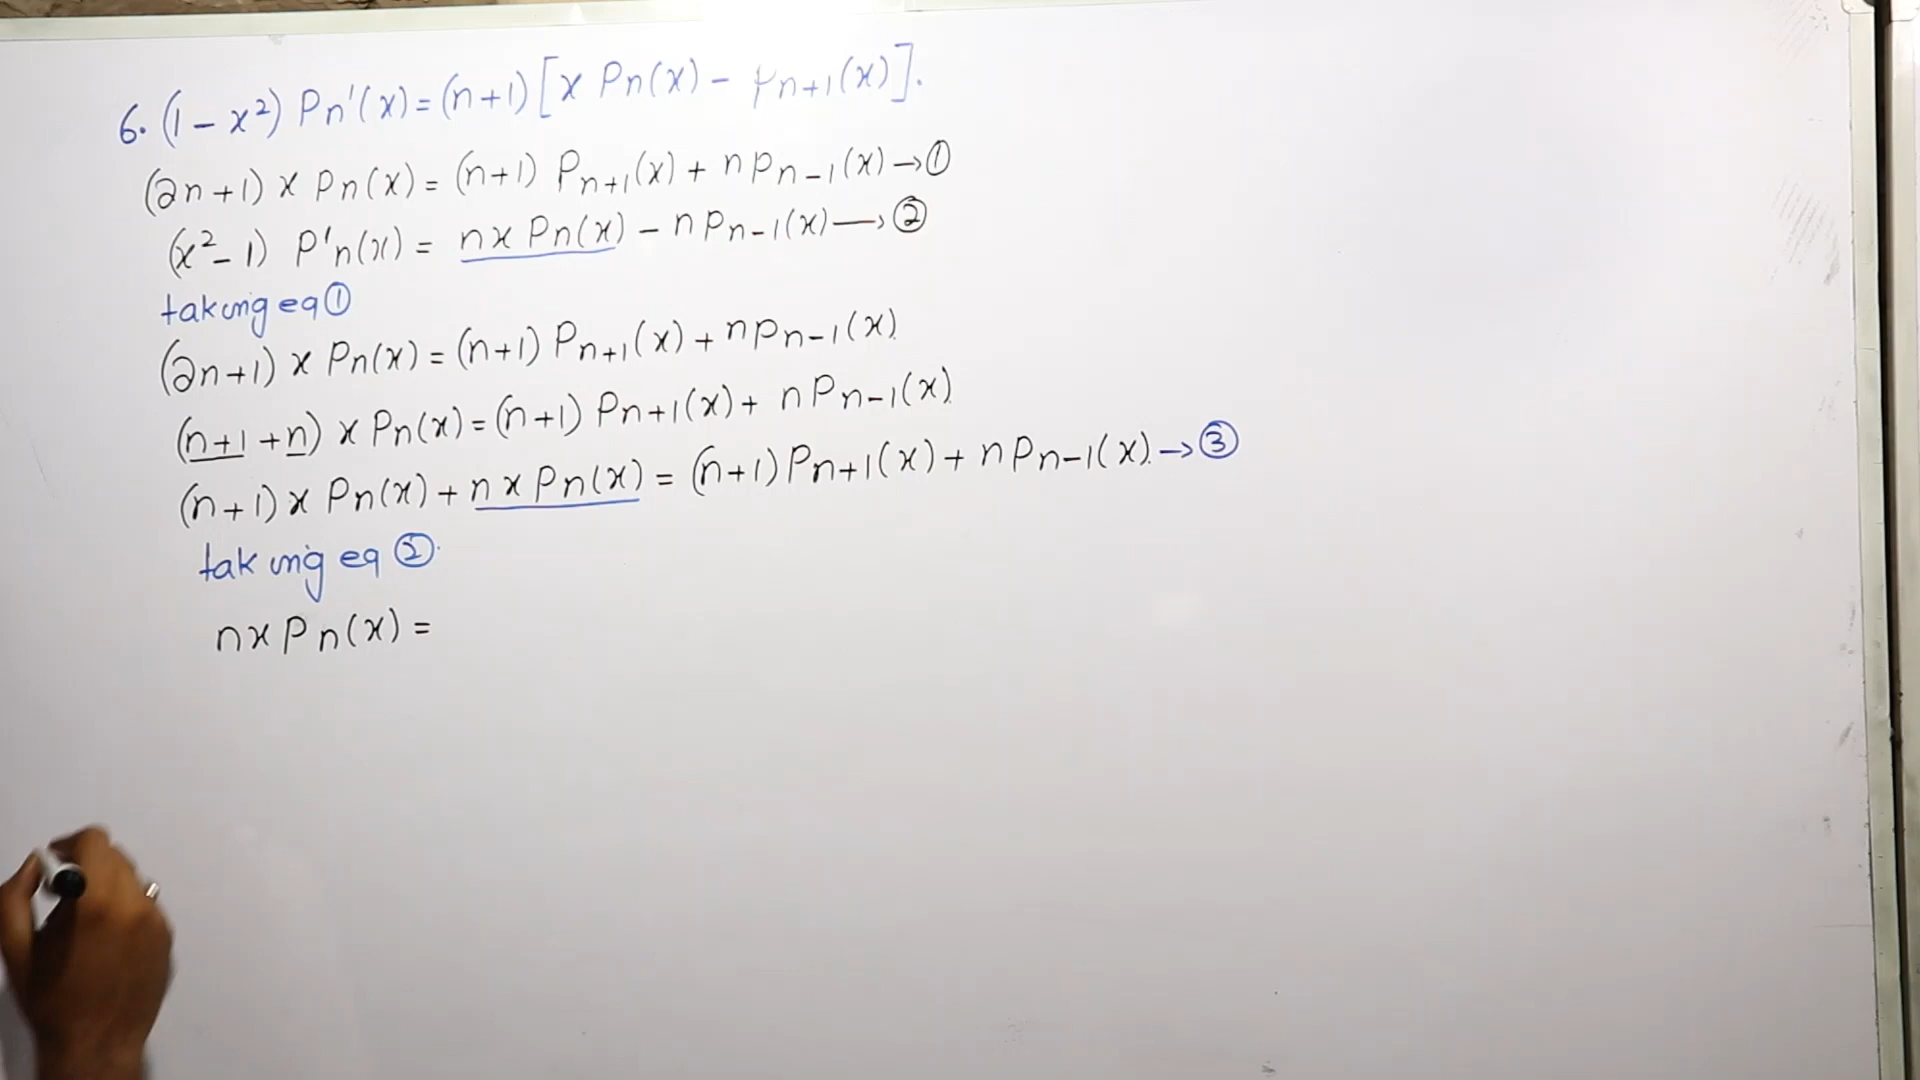 6. (1 - x²) Pn'(x) = (n+1) [x Pn(x) - Pn+1(x)].
(2n+1) x Pn(x) = (n+1) Pn+1(x) + n Pn-1(x) → ①
(x² - 1) P'n(x) = nx Pn(x) - n Pn-1(x) → ②
taking eq ①
(2n+1) x Pn(x) = (n+1) Pn+1(x) + n Pn-1(x).
(n+1 + n) x Pn(x) = (n+1) Pn+1(x) + n Pn-1(x).
(n+1) x Pn(x) + n x Pn(x) = (n+1) Pn+1(x) + n Pn-1(x). → ③
taking eq ②.
nx Pn(x) =